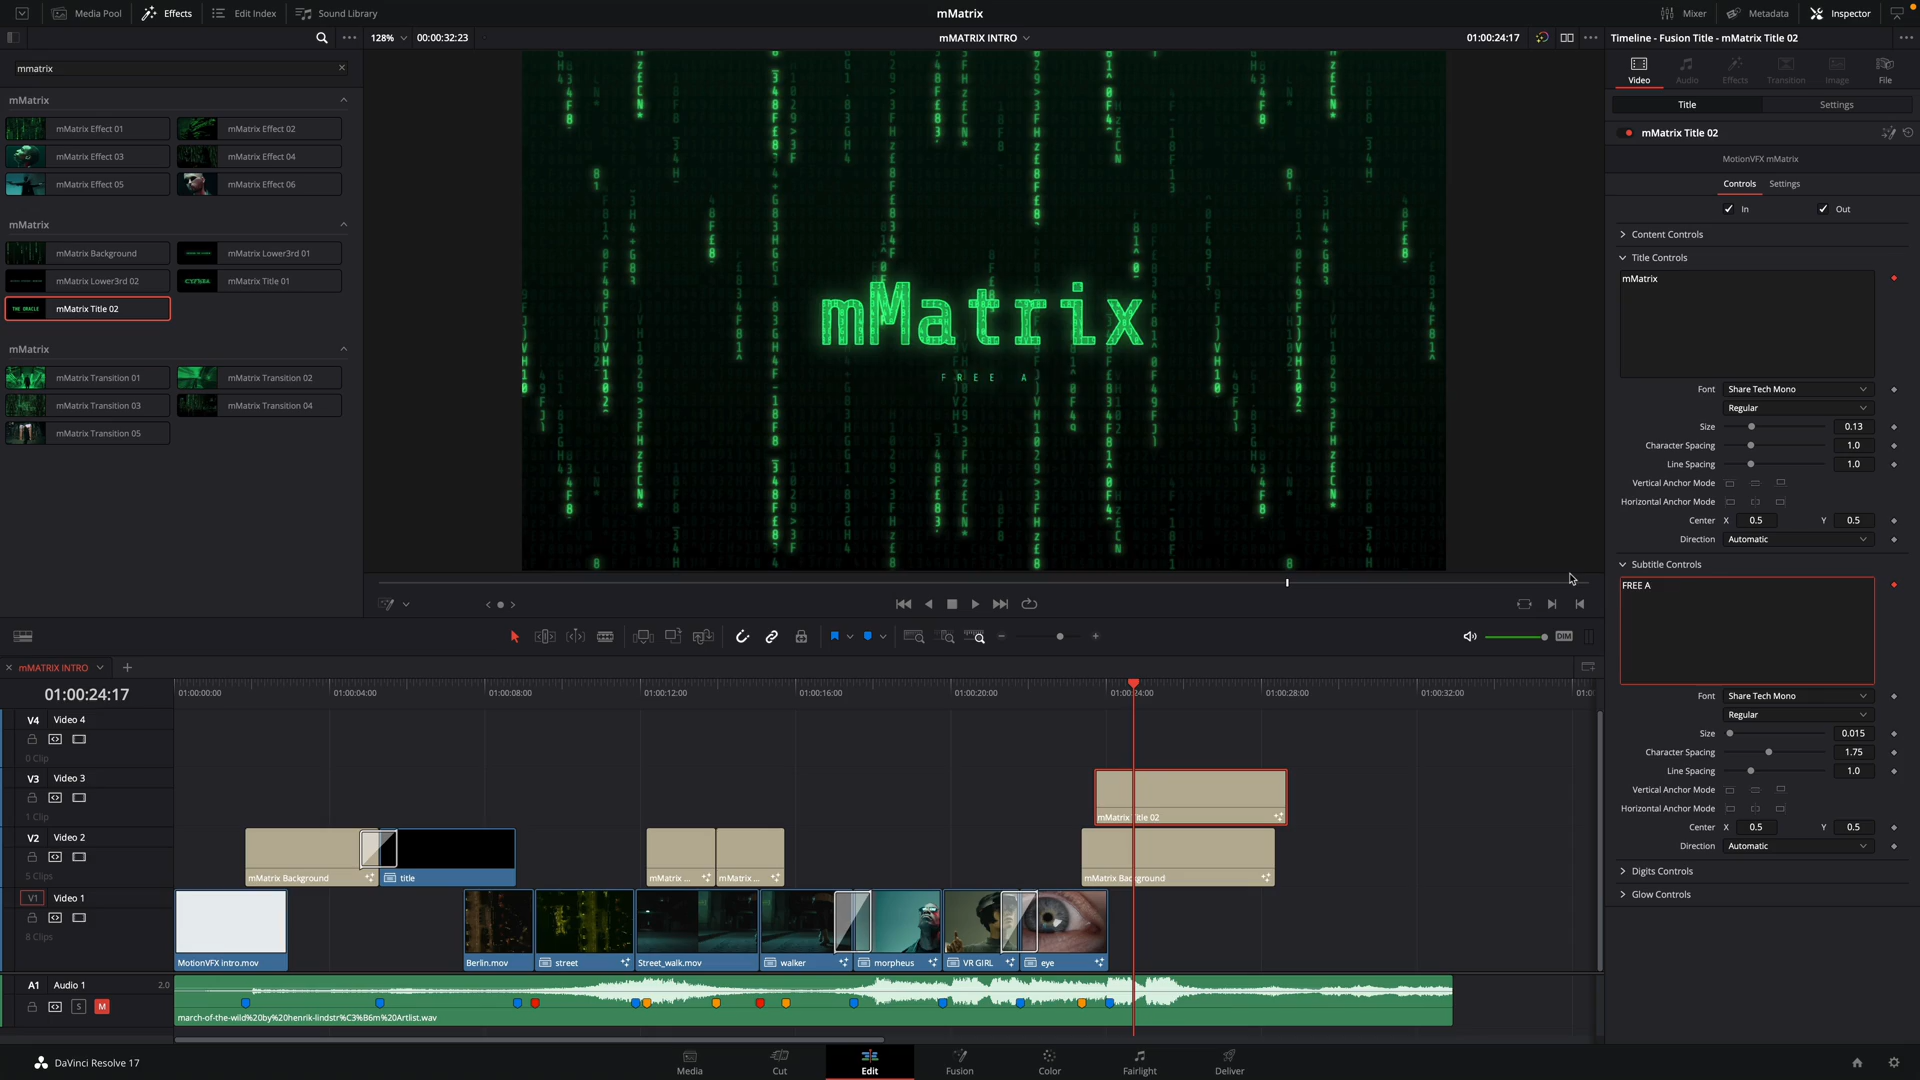 Media Pool
Effects
Edit Index
Sound Library
mMatrix
Mixer
Metadata
Inspector
128%
00:00:32:23
mMATRIX INTRO
01:00:24:17
Timeline - Fusion Title - mMatrix Title 02
mmatrix
Video
Audio
Effects
Transition
Image
File
Title
Settings
mMatrix
mMatrix Effect 01
mMatrix Effect 02
mMatrix Effect 03
mMatrix Effect 04
mMatrix Effect 05
mMatrix Effect 06
mMatrix
mMatrix Background
mMatrix Lower3rd 01
mMatrix Lower3rd 02
mMatrix Title 01
THE ORACLE
mMatrix Title 02
mMatrix
mMatrix Transition 01
mMatrix Transition 02
mMatrix Transition 03
mMatrix Transition 04
mMatrix Transition 05
mMatrix
FREE A
mMatrix Title 02
MotionVFX mMatrix
Controls
Settings
In
Out
Content Controls
Title Controls
mMatrix
Font
Share Tech Mono
Regular
Size
0.13
Character Spacing
1.0
Line Spacing
1.0
Vertical Anchor Mode
Horizontal Anchor Mode
Center
X
0.5
Y
0.5
Direction
Automatic
Subtitle Controls
FREE A
Font
Share Tech Mono
Regular
Size
0.015
Character Spacing
1.75
Line Spacing
1.0
Vertical Anchor Mode
Horizontal Anchor Mode
Center
X
0.5
Y
0.5
Direction
Automatic
Digits Controls
Glow Controls
DIM
mMATRIX INTRO
01:00:24:17
01:00:00:00
01:00:04:00
01:00:08:00
01:00:12:00
01:00:16:00
01:00:20:00
01:00:24:00
01:00:28:00
01:00:32:00
V4
Video 4
0 Clip
V3
Video 3
1 Clip
mMatrix Title 02
V2
Video 2
5 Clips
mMatrix Background
title
mMatrix ...
mMatrix ...
mMatrix Background
V1
Video 1
8 Clips
MotionVFX intro.mov
Berlin.mov
street
Street_walk.mov
walker
morpheus
VR GIRL
eye
A1
Audio 1
2.0
S
M
march-of-the-wild%20by%20henrik-lindstr%C3%B6m%20Artlist.wav
DaVinci Resolve 17
Media
Cut
Edit
Fusion
Color
Fairlight
Deliver